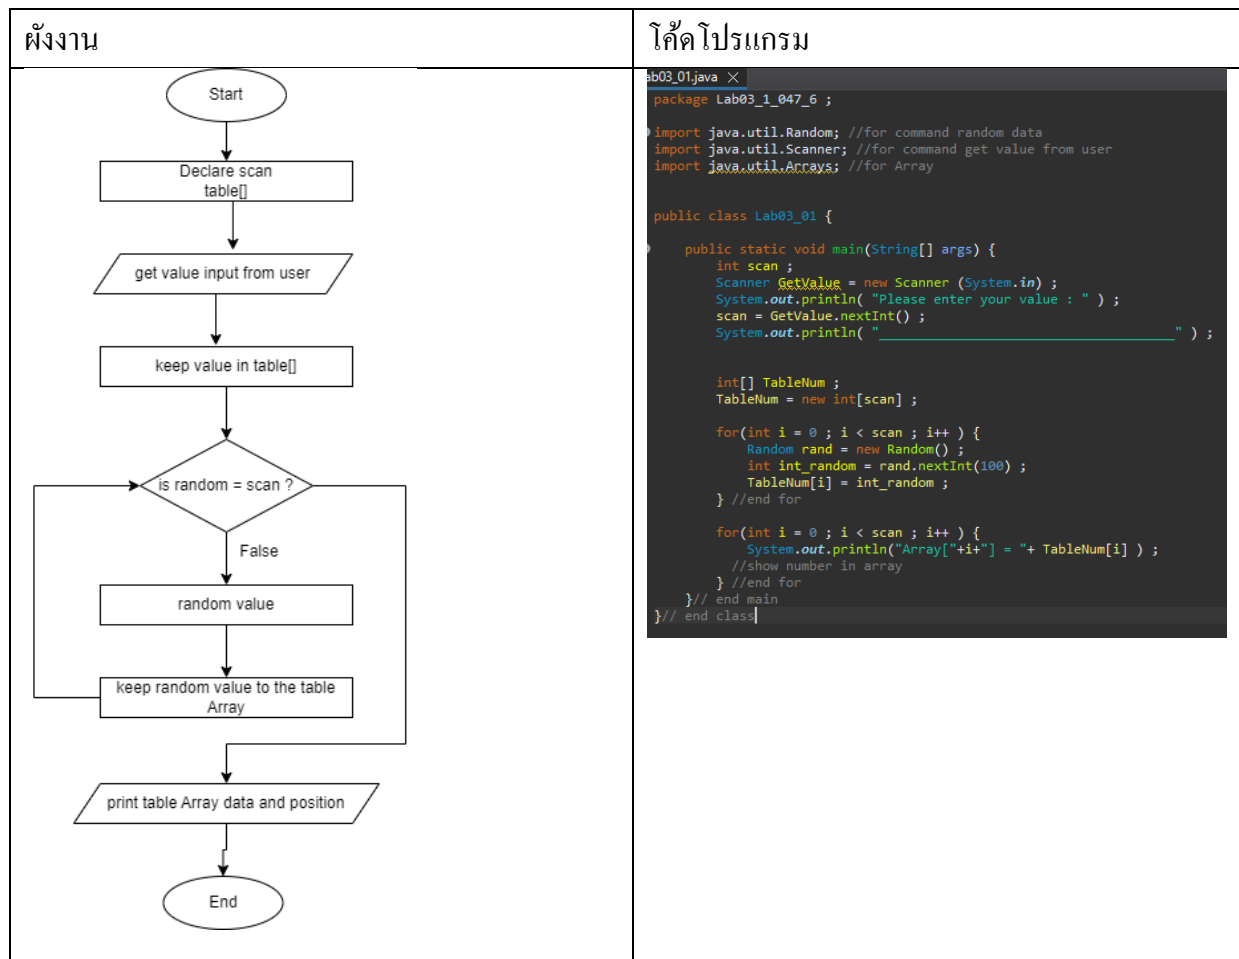 ผังงาน
โค้ดโปรแกรม
Start
Declare scan
table[]
get value input from user
keep value in table[]
is random = scan ?
False
random value
keep random value to the table
Array
print table Array data and position
End
ab03_01.java ×
package Lab03_1_047_6 ;
import java.util.Random; //for command random data
import java.util.Scanner; //for command get value from user
import java.util.Arrays; //for Array
public class Lab03_01 {
public static void main(String[] args) {
int scan ;
Scanner GetValue = new Scanner (System.in) ;
System.out.println( "Please enter your value : " ) ;
scan = GetValue.nextInt() ;
System.out.println( "___________________________________" ) ;
int[] TableNum ;
TableNum = new int[scan] ;
for(int i = 0 ; i < scan ; i++ ) {
Random rand = new Random() ;
int int_random = rand.nextInt(100) ;
TableNum[i] = int_random ;
} //end for
for(int i = 0 ; i < scan ; i++ ) {
System.out.println("Array["+i+"] = "+ TableNum[i] ) ;
//show number in array
} //end for
}// end main
}// end class